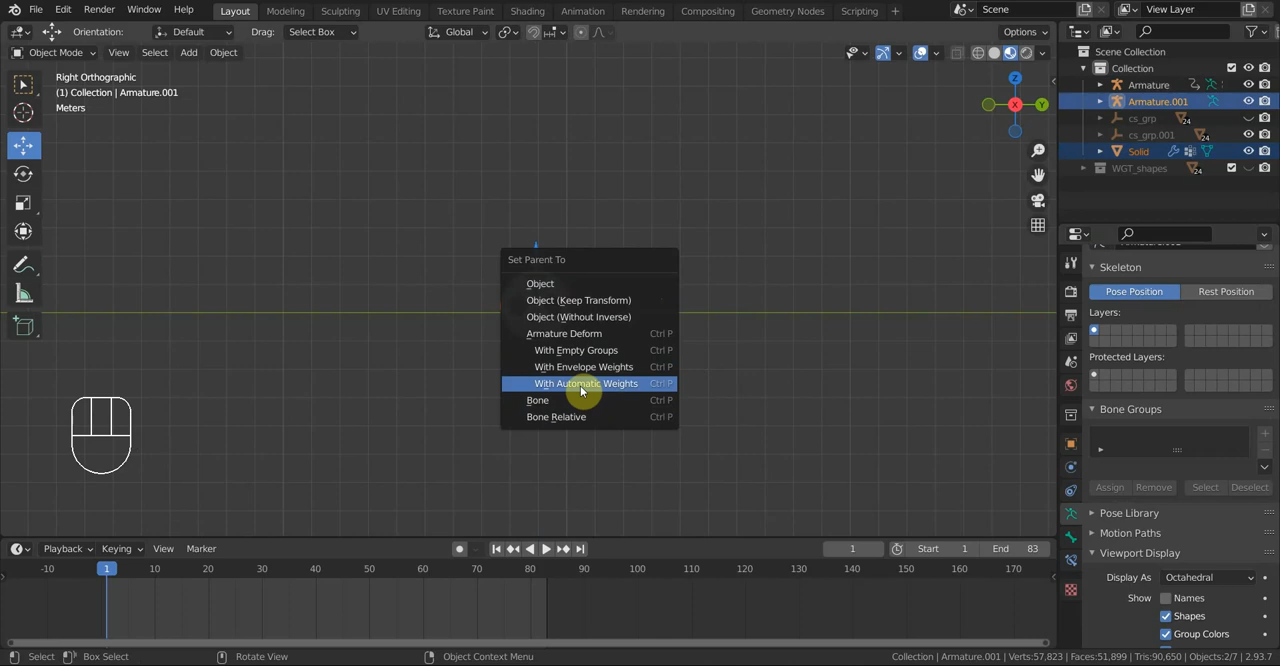 File Edit Render Window Help Layout Modeling Sculpting UV Editing Texture Paint Shading Animation Rendering Compositing Geometry Nodes Scripting + Scene View Layer
Orientation: Default Drag: Select Box Global Options
Object Mode View Select Add Object
Right Orthographic
(1) Collection | Armature.001
Meters
Z
X
Y
Scene Collection
Collection
Armature
Armature.001
cs_grp 24
cs_grp.001 24
Solid
WGT_shapes 24
Set Parent To
Object
Object (Keep Transform)
Object (Without Inverse)
Armature Deform Ctrl P
With Empty Groups Ctrl P
With Envelope Weights Ctrl P
With Automatic Weights Ctrl P
Bone Ctrl P
Bone Relative Ctrl P
Skeleton
Pose Position Rest Position
Layers:
Protected Layers:
Bone Groups
Assign Remove Select Deselect
Pose Library
Motion Paths
Viewport Display
Display As Octahedral
Show Names
Shapes
Group Colors
Playback Keying View Marker 1 Start 1 End 83
-10 1 10 20 30 40 50 60 70 80 90 100 110 120 130 140 150 160 170
Select Box Select Rotate View Object Context Menu Collection | Armature.001 | Verts:57,823 | Faces:51,899 | Tris:90,650 | Objects:2/7 | 2.93.7